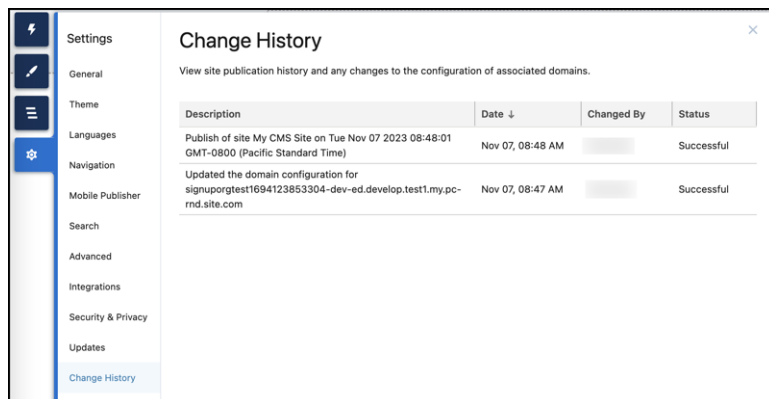 Settings
General
Theme
Languages
Navigation
Mobile Publisher
Search
Advanced
Integrations
Security & Privacy
Updates
Change History
Change History
View site publication history and any changes to the configuration of associated domains.
Description Date ↓ Changed By Status
Publish of site My CMS Site on Tue Nov 07 2023 08:48:01
GMT-0800 (Pacific Standard Time)
Nov 07, 08:48 AM
Successful
Updated the domain configuration for
signuporgtest1694123853304-dev-ed.develop.test1.my.pc-
rnd.site.com
Nov 07, 08:47 AM
Successful